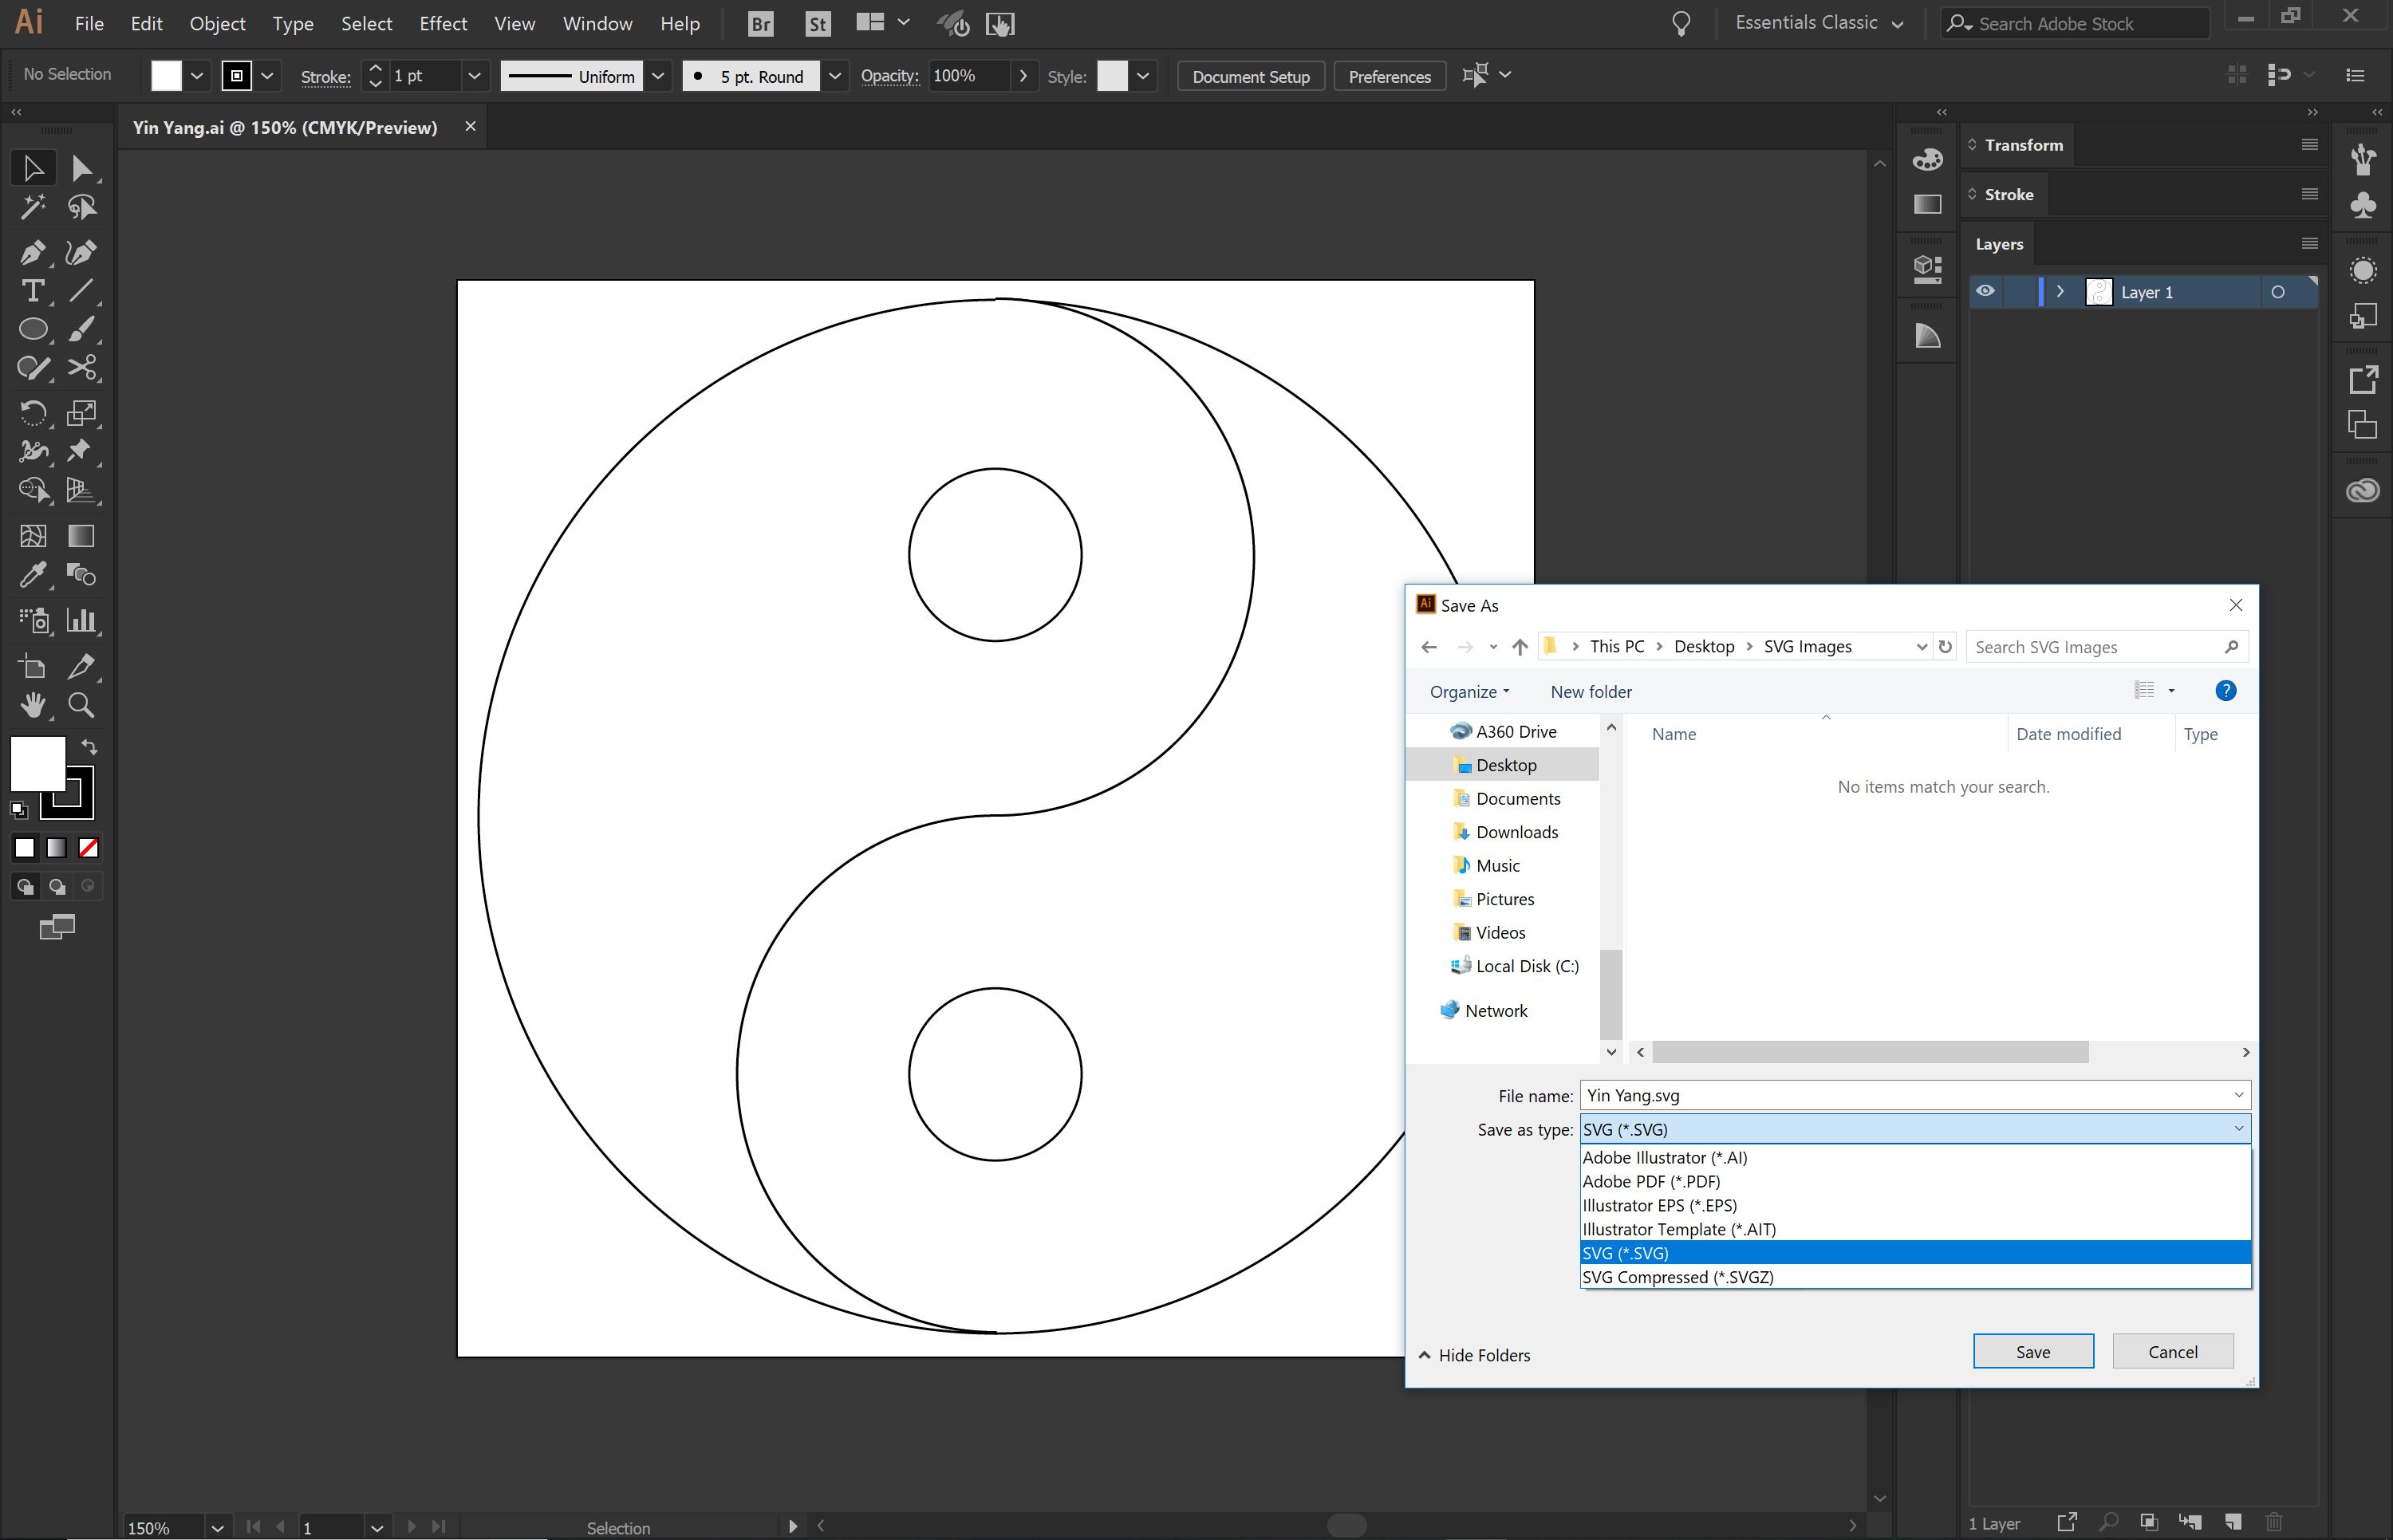 Ai File Edit Object Type Select Effect View Window Help Br St Essentials Classic Search Adobe Stock
No Selection Stroke: 1 pt Uniform 5 pt. Round Opacity: 100% Style: Document Setup Preferences
Yin Yang.ai @ 150% (CMYK/Preview)
Transform
Stroke
Layers
Layer 1
T
Ai Save As
This PC Desktop SVG Images Search SVG Images
Organize New folder ?
A360 Drive
Desktop
Documents
Downloads
Music
Pictures
Videos
Local Disk (C:)
Network
Name Date modified Type
No items match your search.
File name: Yin Yang.svg
Save as type: SVG (*.SVG)
Adobe Illustrator (*.AI)
Adobe PDF (*.PDF)
Illustrator EPS (*.EPS)
Illustrator Template (*.AIT)
SVG (*.SVG)
SVG Compressed (*.SVGZ)
Hide Folders Save Cancel
150% 1 Selection 1 Layer